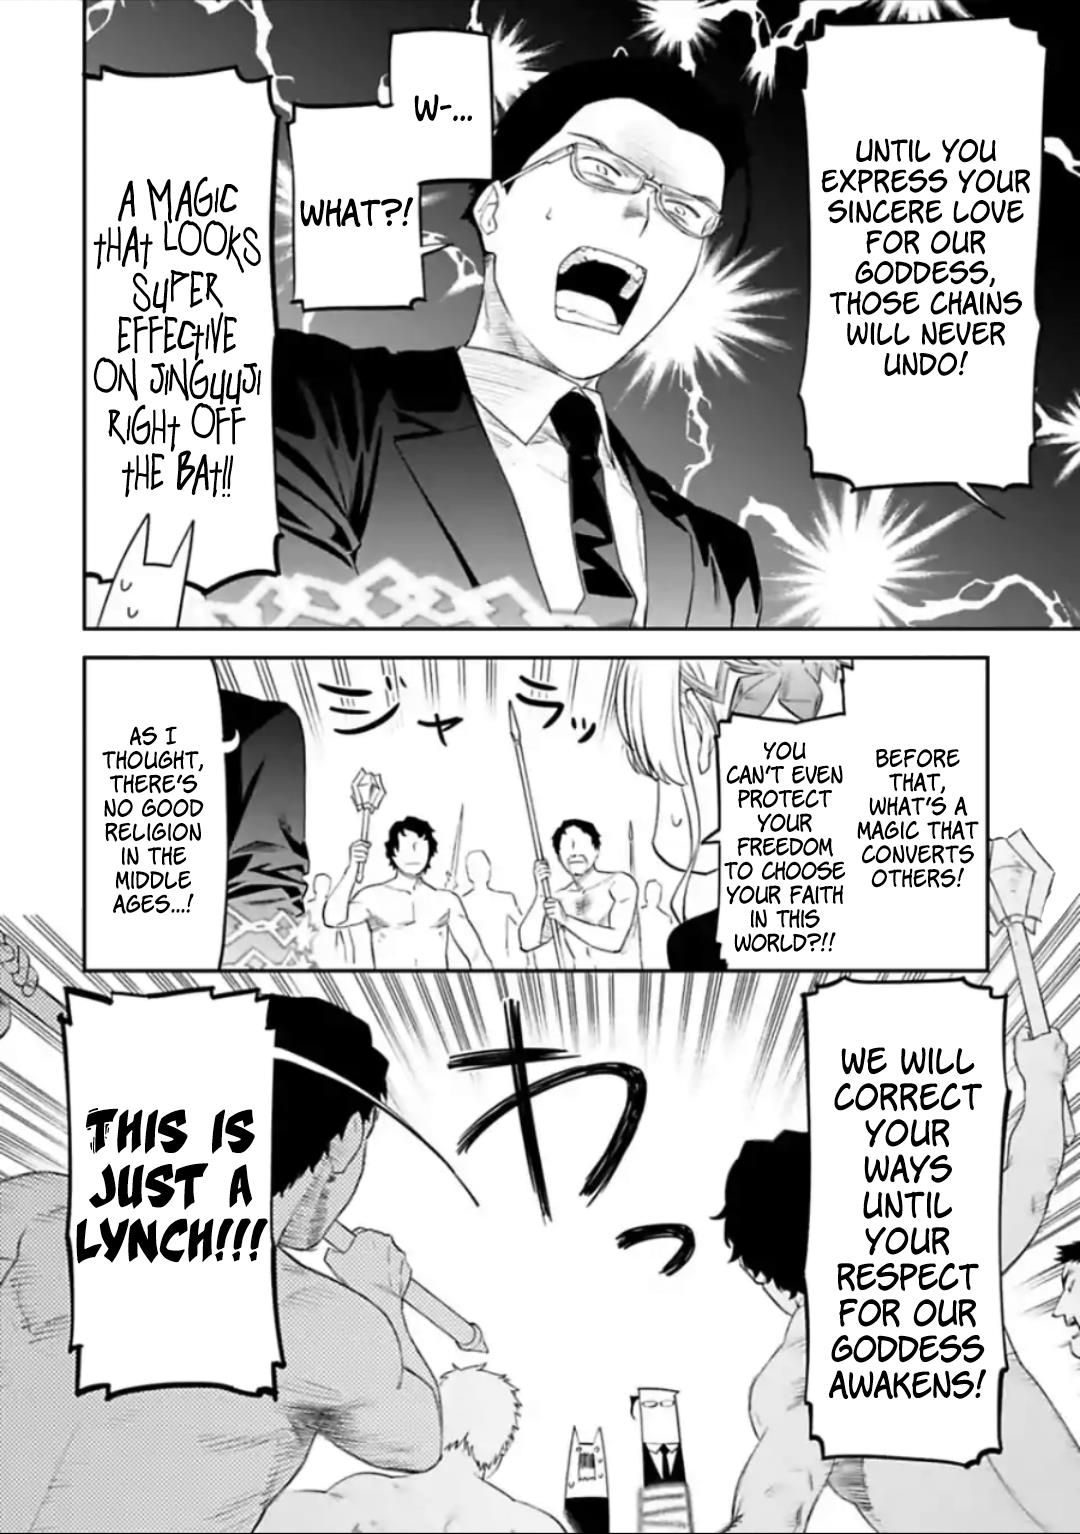 UNTIL YOU
EXPRESS YOUR
SINCERE LOVE
FOR OUR
GODDESS,
THOSE CHAINS
WILL NEVER
UNDO!
W-...
WHAT?!
A MAGIC
THAT LOOKS
SUPER
EFFECTIVE
ON JINGUUJI
RIGHT OFF
THE BAT!!
BEFORE
THAT,
WHAT'S A
MAGIC THAT
CONVERTS
OTHERS!
YOU
CAN'T EVEN
PROTECT
YOUR
FREEDOM
TO CHOOSE
YOUR FAITH
IN THIS
WORLD?!!
ジャラッ
AS I
THOUGHT,
THERE'S
NO GOOD
RELIGION
IN THE
MIDDLE
AGES...!
WE WILL
CORRECT
YOUR
WAYS
UNTIL
YOUR
RESPECT
FOR OUR
GODDESS
AWAKENS!
カッ
THIS IS
JUST A
LYNCH!!!